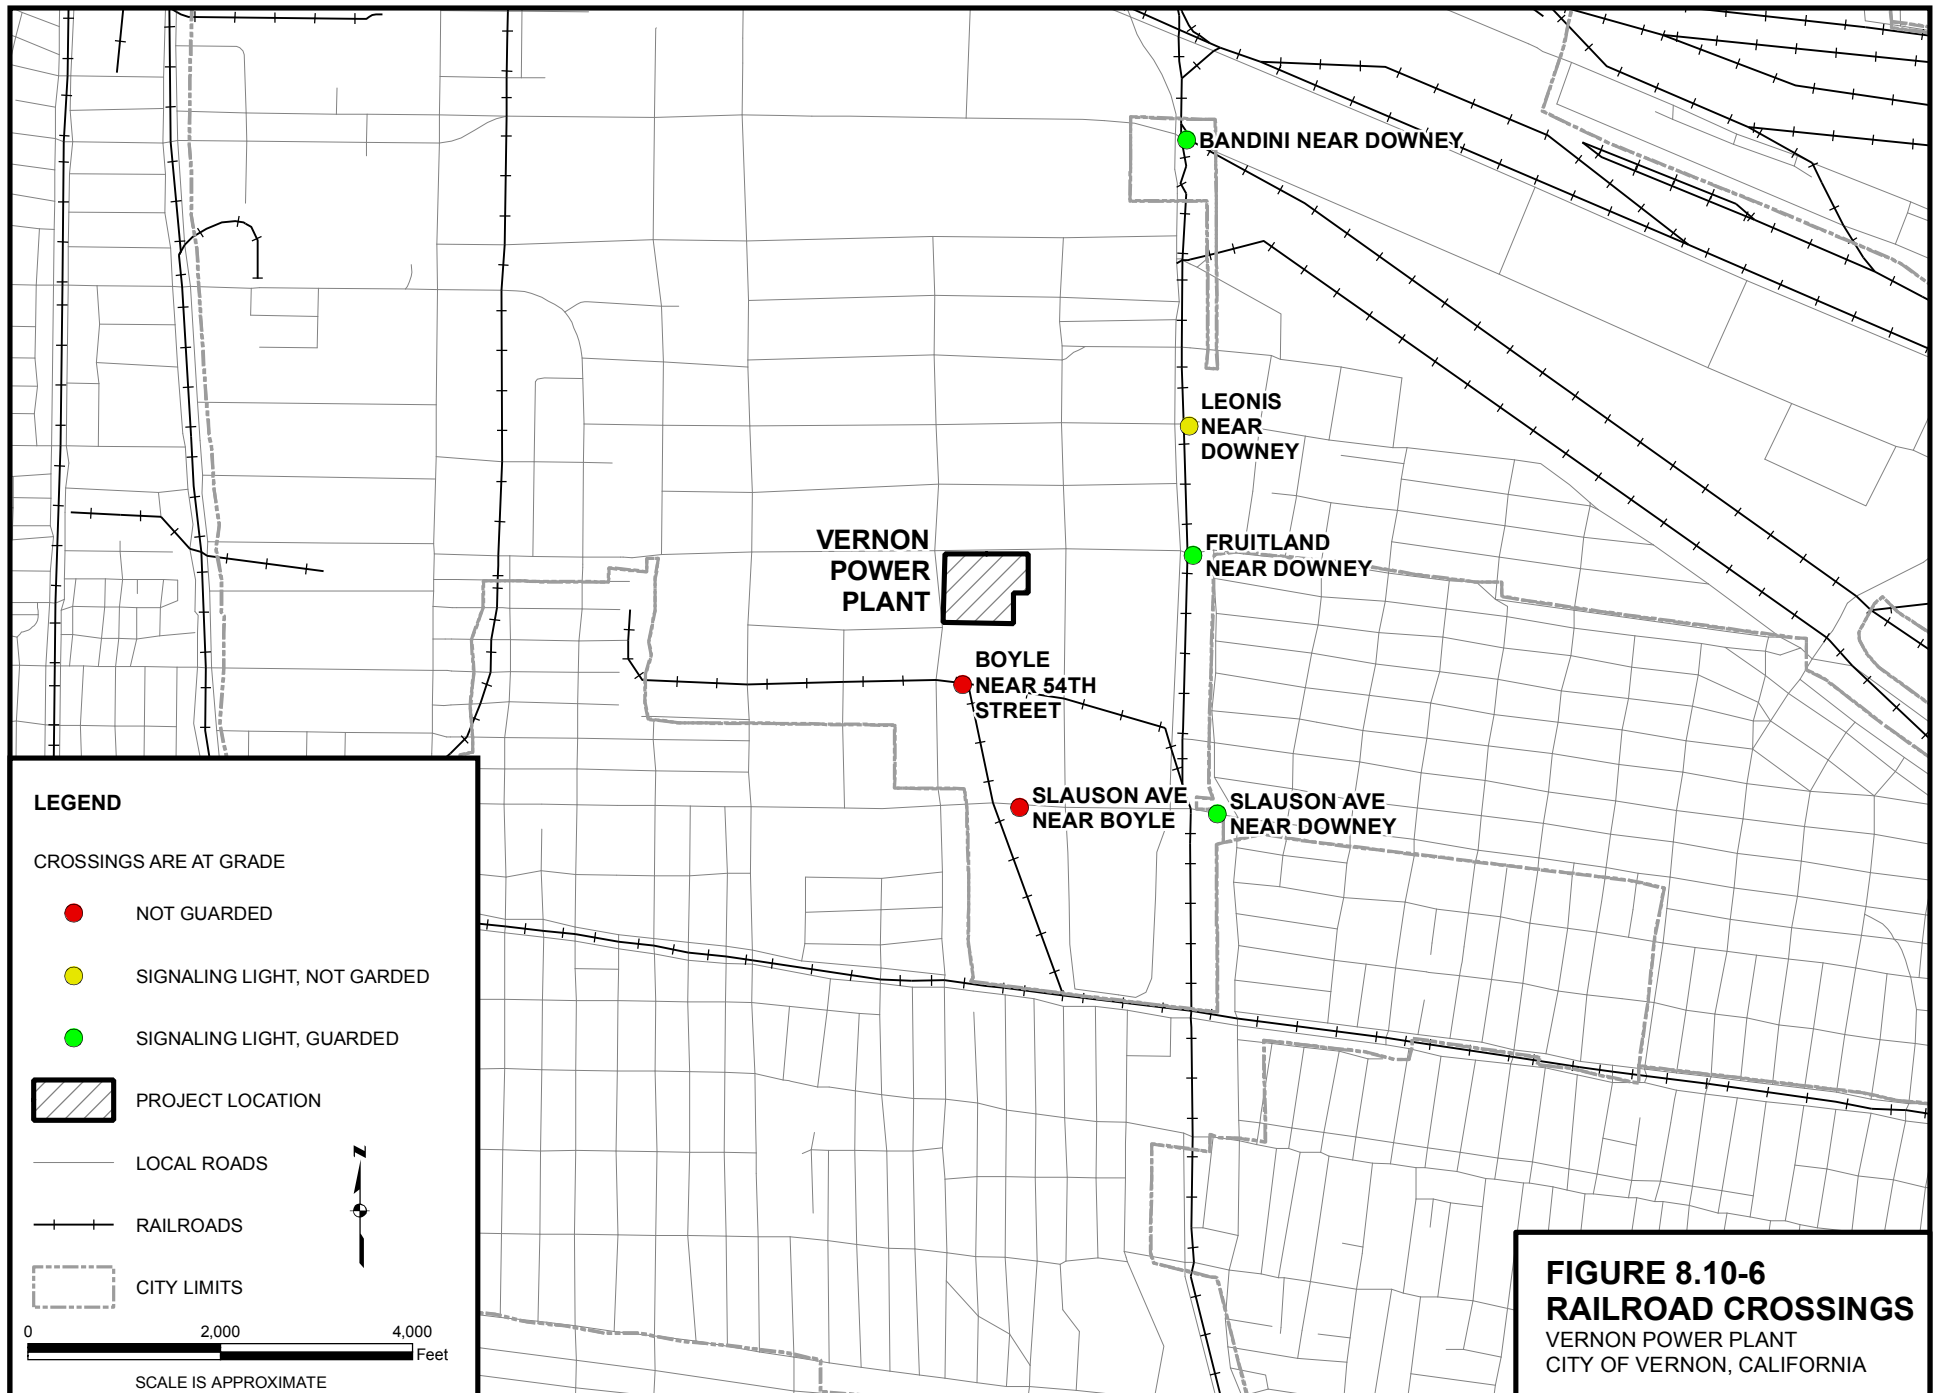 BANDINI NEAR DOWNEY
LEONIS
NEAR
DOWNEY
VERNON
POWER
PLANT
FRUITLAND
NEAR DOWNEY
BOYLE
NEAR 54TH
STREET
SLAUSON AVE
NEAR BOYLE
SLAUSON AVE
NEAR DOWNEY
LEGEND
CROSSINGS ARE AT GRADE
NOT GUARDED
SIGNALING LIGHT, NOT GARDED
SIGNALING LIGHT, GUARDED
PROJECT LOCATION
LOCAL ROADS
RAILROADS
CITY LIMITS
N
0 2,000 4,000
Feet
SCALE IS APPROXIMATE
FIGURE 8.10-6
RAILROAD CROSSINGS
VERNON POWER PLANT
CITY OF VERNON, CALIFORNIA